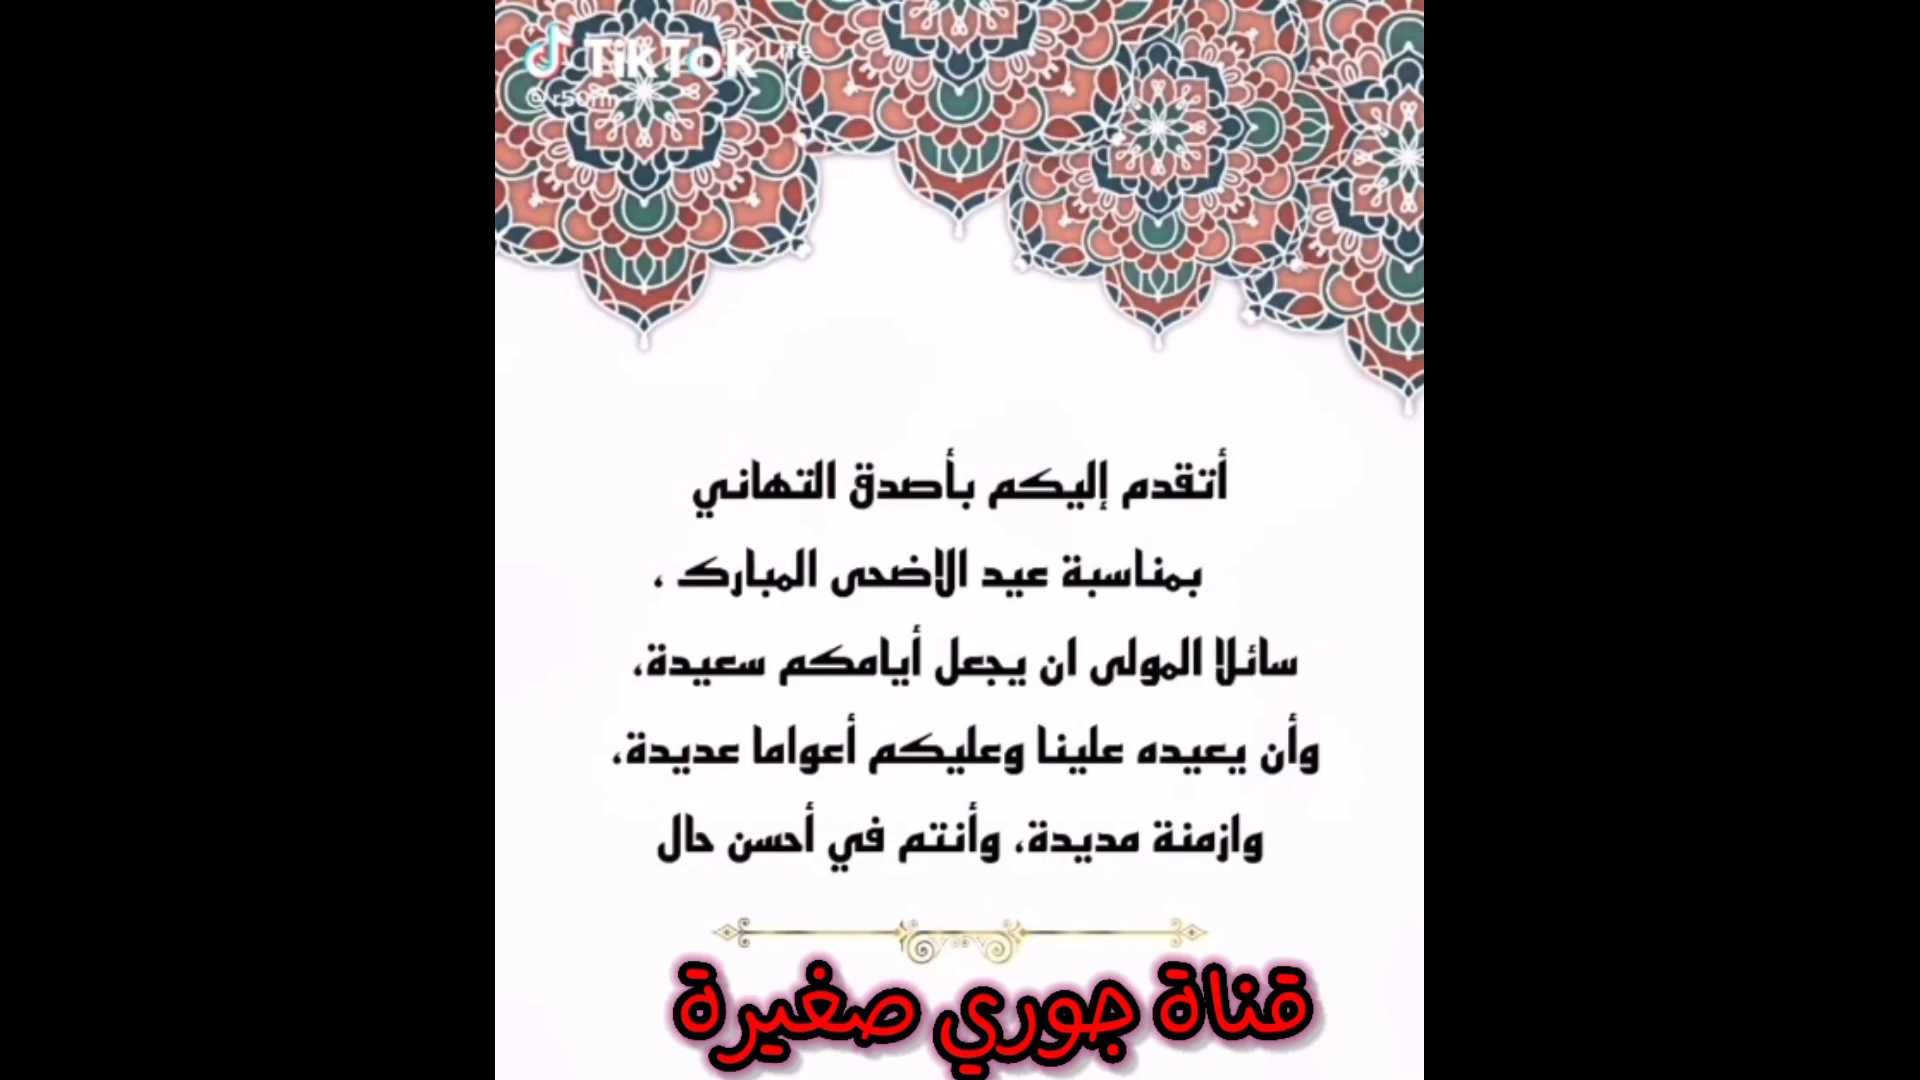 TikTok
Life
أتقدم إليكم بأصدق التهاني
بمناسبة عيد الاضحى المبارك ،
سائلا المولى ان يجعل أيامكم سعيدة،
وأن يعيده علينا وعليكم أعواما عديدة،
وازمنة مديدة، وأنتم في أحسن حال
قناة جوري صغيرة